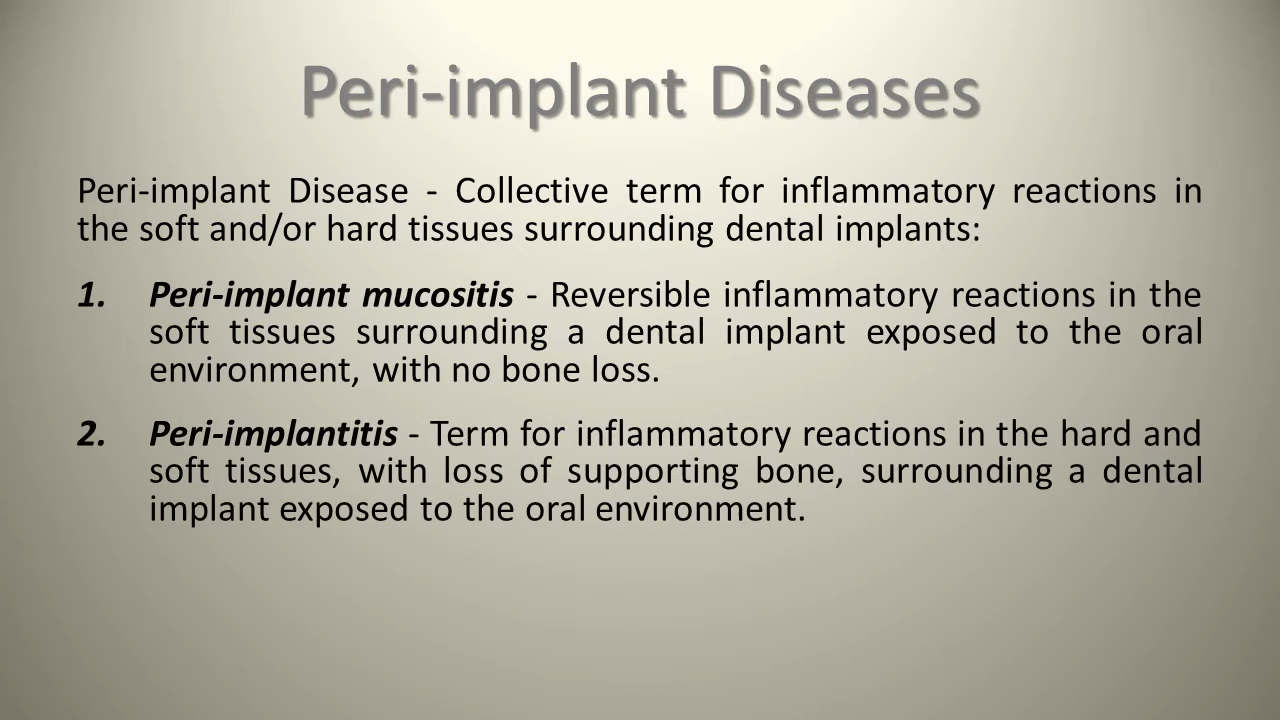 Peri-implant Diseases
Peri-implant Disease - Collective term for inflammatory reactions in
the soft and/or hard tissues surrounding dental implants:
1. Peri-implant mucositis - Reversible inflammatory reactions in the
soft tissues surrounding a dental implant exposed to the oral
environment, with no bone loss.
2. Peri-implantitis - Term for inflammatory reactions in the hard and
soft tissues, with loss of supporting bone, surrounding a dental
implant exposed to the oral environment.